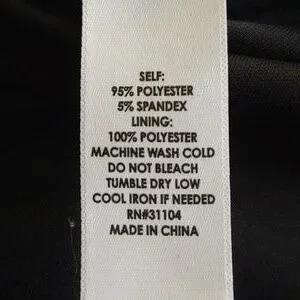 SELF:
95% POLYESTER
5% SPANDEX
LINING:
100% POLYESTER
MACHINE WASH COLD
DO NOT BLEACH
TUMBLE DRY LOW
COOL IRON IF NEEDED
RN#31104
MADE IN CHINA